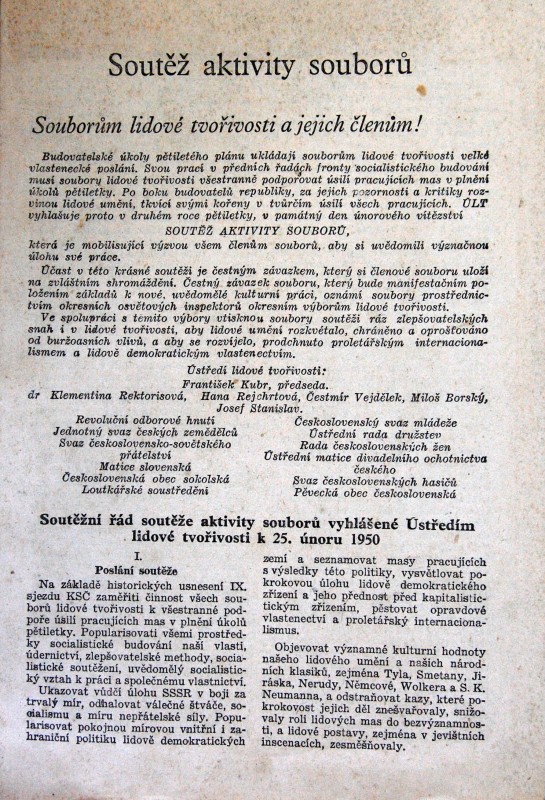 Soutěž aktivity souborů
Souborům lidové tvořivosti a jejich členům!
Budovatelské úkoly pětiletého plánu ukládají souborům lidové tvořivosti velké
vlastenecké poslání. Svou prací v předních řadách fronty socialistického budování
musí soubory lidové tvořivosti všestranně podporovat úsilí pracujících mas v plnění
úkolů pětiletky. Po boku budovatelů republiky, za jejich pozornosti a kritiky roz-
vinou lidové umění, tkvící svými kořeny v tvůrčím úsilí všech pracujících. ÚLT
vyhlašuje proto v druhém roce pětiletky, v památný den únorového vítězství
SOUTĚŽ AKTIVITY SOUBORŮ,
která je mobilisující výzvou všem členům souborů, aby si uvědomili význačnou
úlohu své práce.
Účast v této krásné soutěži je čestným závazkem, který si členové souboru uloží
na zvláštním shromáždění. Čestný závazek souboru, který bude manifestačním po-
ložením základů k nové, uvědomělé kulturní práci, oznámí soubory prostřednic-
tvím okresních osvětových inspektorů okresním výborům lidové tvořivosti.
Ve spolupráci s těmito výbory vtisknou soubory soutěži ráz zlepšovatelských
snah i v lidové tvořivosti, aby lidové umění rozkvétalo, chráněno a oprošťováno
od buržoasních vlivů, a aby se rozvíjelo, prodchnuto proletářským internaciona-
lismem a lidově demokratickým vlastenectvím.
Ústředí lidové tvořivosti:
František Kubr, předseda.
dr Klementina Rektorisová, Hana Rejchrtová, Čestmír Vejdělek, Miloš Borský,
Josef Stanislav.
Revoluční odborové hnutí
Jednotný svaz českých zemědělců
Svaz československo-sovětského
přátelství
Matice slovenská
Československá obec sokolská
Loutkářské soustředění
Československý svaz mládeže
Ústřední rada družstev
Rada československých žen
Ústřední matice divadelního ochotnictva
českého
Svaz československých hasičů
Pěvecká obec československá
Soutěžní řád soutěže aktivity souborů vyhlášené Ústředím
lidové tvořivosti k 25. únoru 1950
I.
Poslání soutěže
Na základě historických usnesení IX.
sjezdu KSČ zaměřiti činnost všech sou-
borů lidové tvořivosti k všestranné pod-
poře úsilí pracujících mas v plnění úkolů
pětiletky. Popularisovati všemi prostřed-
ky socialistické budování naší vlasti,
údernictví, zlepšovatelské methody, socia-
listické soutěžení, uvědomělý socialistic-
ký vztah k práci a společnému vlastnictví.
Ukazovat vůdčí úlohu SSSR v boji za
trvalý mír, odhalovat válečné štváče, so-
cialismu a míru nepřátelské síly. Popu-
larisovat pokojnou mírovou vnitřní i za-
hraniční politiku lidově demokratických
zemí a seznamovat masy pracujících
s výsledky této politiky, vysvětlovat po-
krokovou úlohu lidově demokratického
zřízení a jeho přednost před kapitalis-
tickým zřízením, pěstovat opravdové
vlastenectví a proletářský internaciona-
lismus.
Objevovat významné kulturní hodnoty
našeho lidového umění a našich národ-
ních klasiků, zejména Tyla, Smetany, Ji-
ráska, Nerudy, Němcové, Wolkera a S. K.
Neumanna, a odstraňovat kazy, které po-
krokovost jejich děl znešvařovaly, snižo-
valy roli lidových mas do bezvýznamnos-
ti, a lidové postavy, zejména v jevištních
inscenacích, zesměšňovaly.